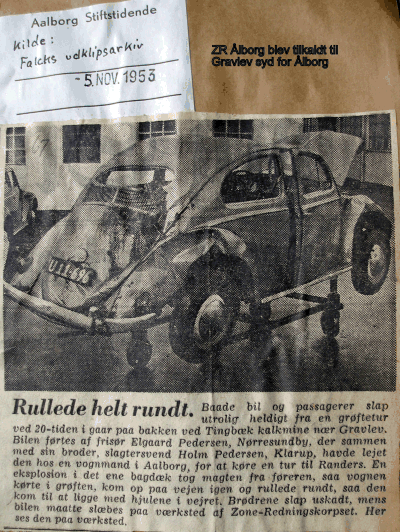 Aalborg Stiftstidende
Kilde:
Falcks udklipsarkiv
- 5. NOV. 1953
ZR Ålborg blev tilkaldt til
Gravlev syd for Ålborg
Rullede helt rundt. Baade bil og passagerer slap
utrolig heldigt fra en grøftetur
ved 20-tiden i gaar paa bakken ved Tingbæk kalkmine nær Gravlev.
Bilen førtes af frisør Elgaard Pedersen, Nørresundby, der sammen
med sin broder, slagtersvend Holm Pedersen, Klarup, havde lejet
den hos en vognmand i Aalborg, for at køre en tur til Randers. En
eksplosion i det ene bagdæk tog magten fra føreren, saa vognen
kørte i grøften, kom op paa vejen igen og rullede rundt, saa den
kom til at ligge med hjulene i vejret. Brødrene slap uskadt, mens
bilen maatte slæbes paa værksted af Zone-Redningskorpset. Her
ses den paa værksted.